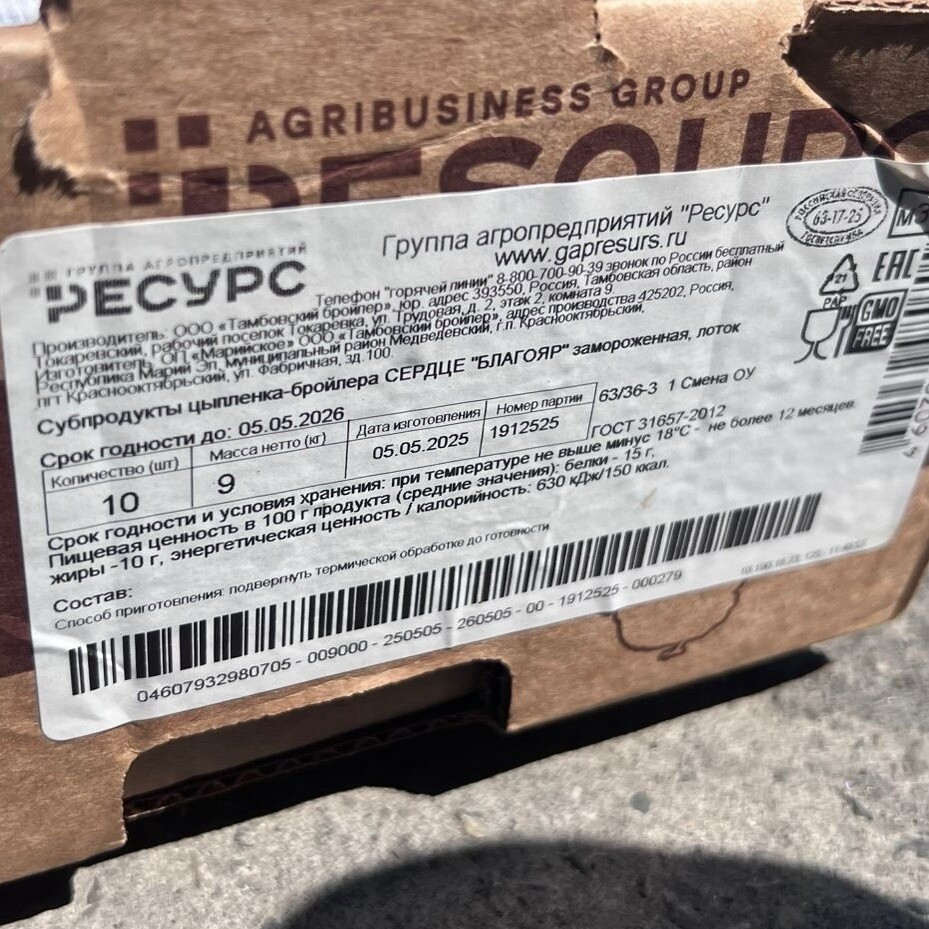 AGRIBUSINESS GROUP
ГРУППА АГРОПРЕДПРИЯТИЙ
РЕСУРС
Группа агропредприятий "Ресурс"
www.gapresurs.ru
Телефон "горячей линии" 8-800-700-90-39 звонок по России бесплатный
Производитель: ООО «Тамбовский бройлер», юр. адрес 393550, Россия, Тамбовская область, район
Токаревский, рабочий поселок Токаревка, ул. Трудовая, д. 2, этаж 2, комната 9.
Изготовитель: ОП «Марийское» ООО «Тамбовский бройлер», адрес производства 425202, Россия,
Республика Марий Эл, муниципальный район Медведевский, г.п. Краснооктябрьский,
пгт Краснооктябрьский, ул. Фабричная, зд. 100.
63-17-25
EAC
21
PAP
GMO
FREE
Субпродукты цыпленка-бройлера СЕРДЦЕ "БЛАГОЯР" замороженная, лоток
Срок годности до: 05.05.2026
Количество (шт) Масса нетто (кг) Дата изготовления Номер партии 63/36-3 1 Смена ОУ
10 9 05.05.2025 1912525 ГОСТ 31657-2012
Срок годности и условия хранения: при температуре не выше минус 18°С - не более 12 месяцев.
Пищевая ценность в 100 г продукта (средние значения): белки - 15 г,
жиры -10 г, энергетическая ценность / калорийность: 630 кДж/150 ккал.
Состав:
Способ приготовления: подвергнуть термической обработке до готовности
04607932980705 - 009000 - 250505 - 260505 - 00 - 1912525 - 000279